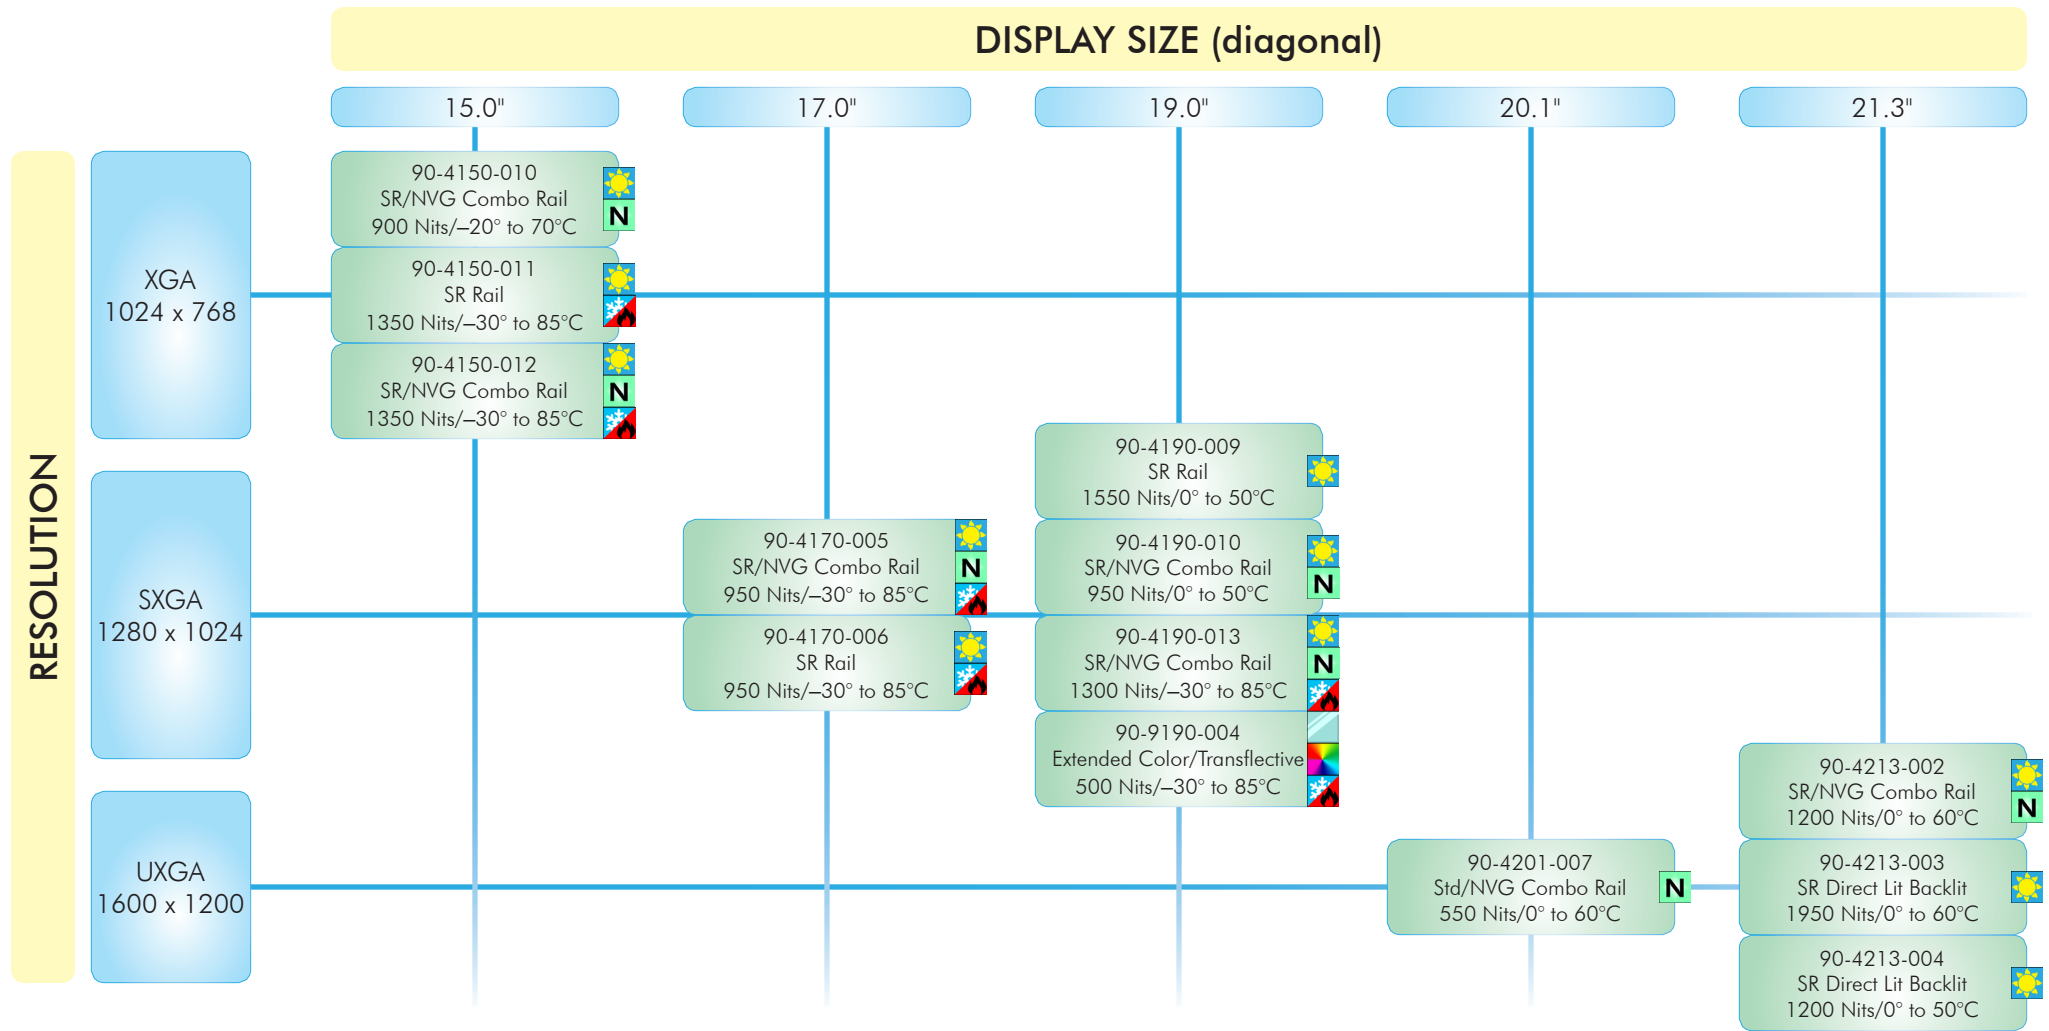 DISPLAY SIZE (diagonal)
15.0"
17.0"
19.0"
20.1"
21.3"
RESOLUTION
XGA
1024 x 768
90-4150-010
SR/NVG Combo Rail
900 Nits/–20° to 70°C
N
90-4150-011
SR Rail
1350 Nits/–30° to 85°C
90-4150-012
SR/NVG Combo Rail
1350 Nits/–30° to 85°C
N
SXGA
1280 x 1024
90-4170-005
SR/NVG Combo Rail
950 Nits/–30° to 85°C
N
90-4170-006
SR Rail
950 Nits/–30° to 85°C
90-4190-009
SR Rail
1550 Nits/0° to 50°C
90-4190-010
SR/NVG Combo Rail
950 Nits/0° to 50°C
N
90-4190-013
SR/NVG Combo Rail
1300 Nits/–30° to 85°C
N
90-9190-004
Extended Color/Transflective
500 Nits/–30° to 85°C
UXGA
1600 x 1200
90-4201-007
Std/NVG Combo Rail
550 Nits/0° to 60°C
N
90-4213-002
SR/NVG Combo Rail
1200 Nits/0° to 60°C
N
90-4213-003
SR Direct Lit Backlit
1950 Nits/0° to 60°C
90-4213-004
SR Direct Lit Backlit
1200 Nits/0° to 50°C